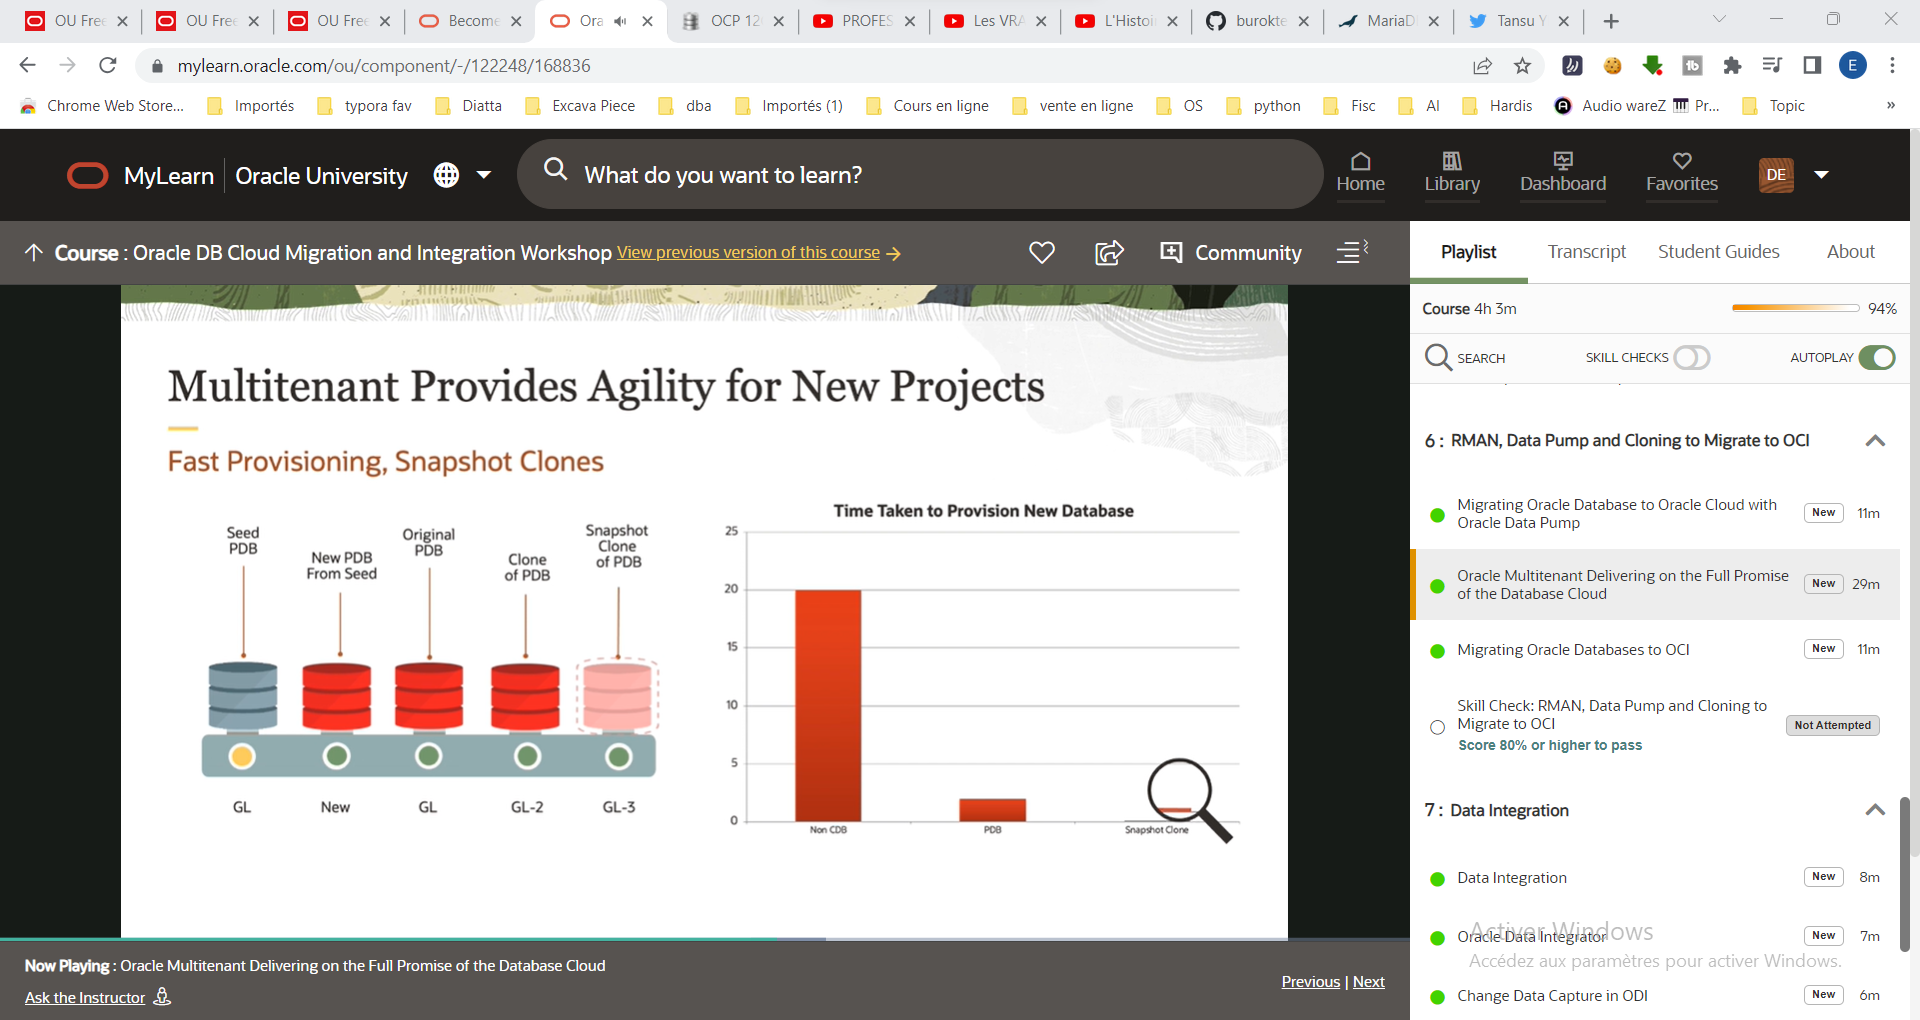 OU Free
OU Free
OU Free
Become
Ora
OCP 12
PROFES
Les VRA
L'Histoi
burokte
MariaD
Tansu Y
mylearn.oracle.com/ou/component/-/122248/168836
E
Chrome Web Store...
Importés
typora fav
Diatta
Excava Piece
dba
Importés (1)
Cours en ligne
vente en ligne
OS
python
Fisc
AI
Hardis
Audio wareZ
Pr...
Topic
»
MyLearn
Oracle University
What do you want to learn?
Home
Library
Dashboard
Favorites
DE
Course : Oracle DB Cloud Migration and Integration Workshop View previous version of this course
Community
Playlist
Transcript
Student Guides
About
Course 4h 3m
94%
SEARCH
SKILL CHECKS
AUTOPLAY
Multitenant Provides Agility for New Projects
Fast Provisioning, Snapshot Clones
Seed
PDB
New PDB
From Seed
Original
PDB
Clone
of PDB
Snapshot
Clone
of PDB
GL
New
GL
GL-2
GL-3
Time Taken to Provision New Database
25
20
15
10
5
0
Non CDB
PDB
Snapshot Clone
6 : RMAN, Data Pump and Cloning to Migrate to OCI
Migrating Oracle Database to Oracle Cloud with
Oracle Data Pump
New
11m
Oracle Multitenant Delivering on the Full Promise
of the Database Cloud
New
29m
Migrating Oracle Databases to OCI
New
11m
Skill Check: RMAN, Data Pump and Cloning to
Migrate to OCI
Score 80% or higher to pass
Not Attempted
7 : Data Integration
Data Integration
New
8m
Oracle Data Integrator
New
7m
Change Data Capture in ODI
New
6m
Activer Windows
Accédez aux paramètres pour activer Windows.
Now Playing : Oracle Multitenant Delivering on the Full Promise of the Database Cloud
Ask the Instructor
Previous | Next